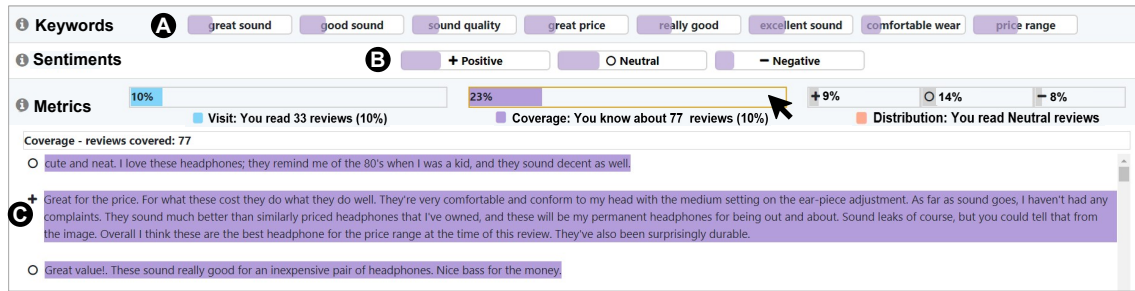 Keywords A great sound good sound sound quality great price really good excellent sound comfortable wear price range
Sentiments B + Positive O Neutral − Negative
Metrics 10% 23% +9% O 14% −8%
Visit: You read 33 reviews (10%) Coverage: You know about 77 reviews (10%) Distribution: You read Neutral reviews
Coverage - reviews covered: 77
O cute and neat. I love these headphones; they remind me of the 80's when I was a kid, and they sound decent as well.
+ Great for the price. For what these cost they do what they do well. They're very comfortable and conform to my head with the medium setting on the ear-piece adjustment. As far as sound goes, I haven't had any
C complaints. They sound much better than similarly priced headphones that I've owned, and these will be my permanent headphones for being out and about. Sound leaks of course, but you could tell that from
the image. Overall I think these are the best headphone for the price range at the time of this review. They've also been surprisingly durable.
O Great value!. These sound really good for an inexpensive pair of headphones. Nice bass for the money.